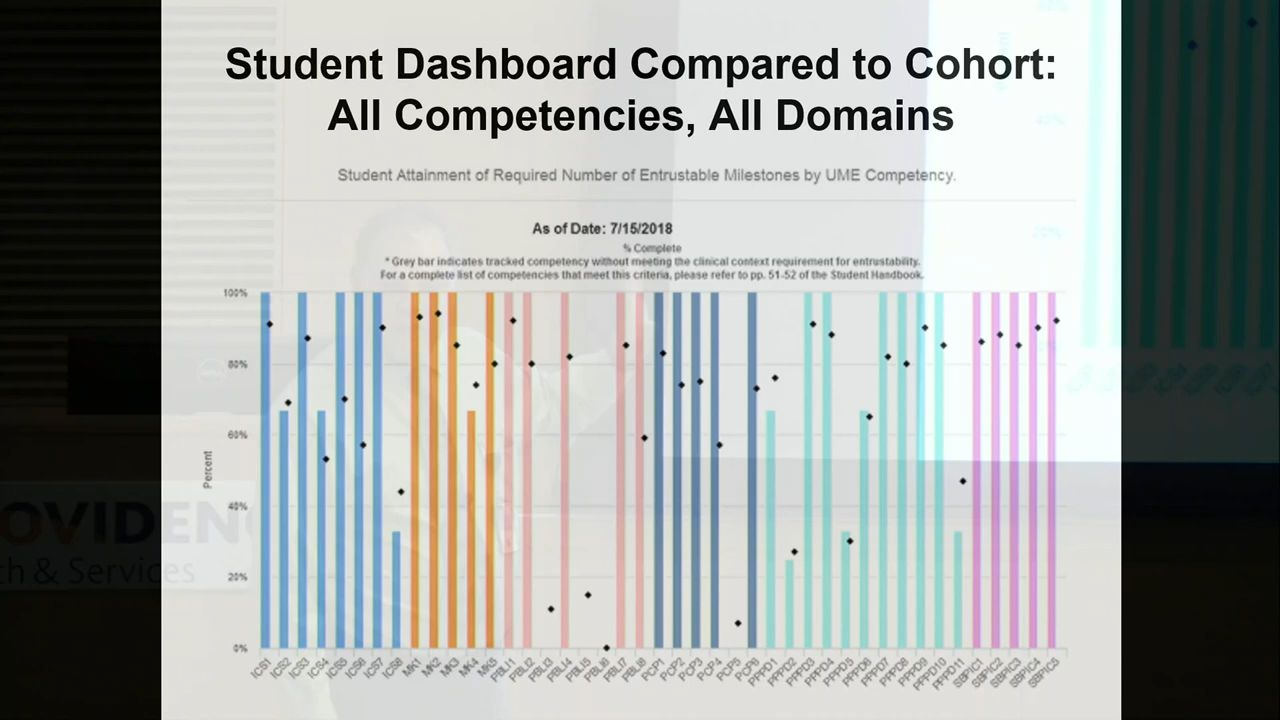 Student Dashboard Compared to Cohort:
All Competencies, All Domains
Student Attainment of Required Number of Entrustable Milestones by UME Competency.
As of Date: 7/15/2018
% Complete
* Grey bar indicates tracked competency without meeting the clinical context requirement for entrustability.
For a complete list of competencies that meet this criteria, please refer to pp. 51-52 of the Student Handbook.
100%
80%
60%
40%
20%
0%
Percent
ICS1 ICS2 ICS3 ICS4 ICS5 ICS6 ICS7 ICS8 MK1 MK2 MK3 MK4 MK5 PBLI1 PBLI2 PBLI3 PBLI4 PBLI5 PBLI6 PBLI7 PBLI8 PCP1 PCP2 PCP3 PCP4 PCP5 PCP6 PPPD1 PPPD2 PPPD3 PPPD4 PPPD5 PPPD6 PPPD7 PPPD8 PPPD9 PPPD10 PPPD11 SBPIC1 SBPIC2 SBPIC3 SBPIC4 SBPIC5
OVIDEN
th & Services